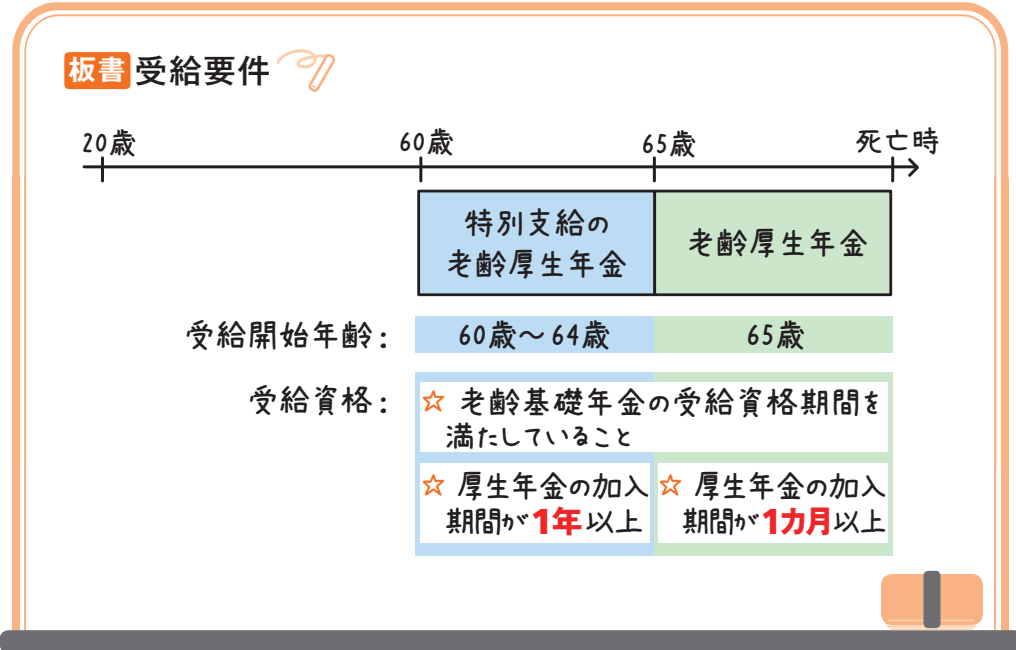 板書 受給要件
20歳 60歳 65歳 死亡時
特別支給の
老齢厚生年金
老齢厚生年金
受給開始年齢: 60歳～64歳 65歳
受給資格: ☆ 老齢基礎年金の受給資格期間を
満たしていること
☆ 厚生年金の加入
期間が1年以上
☆ 厚生年金の加入
期間が1カ月以上